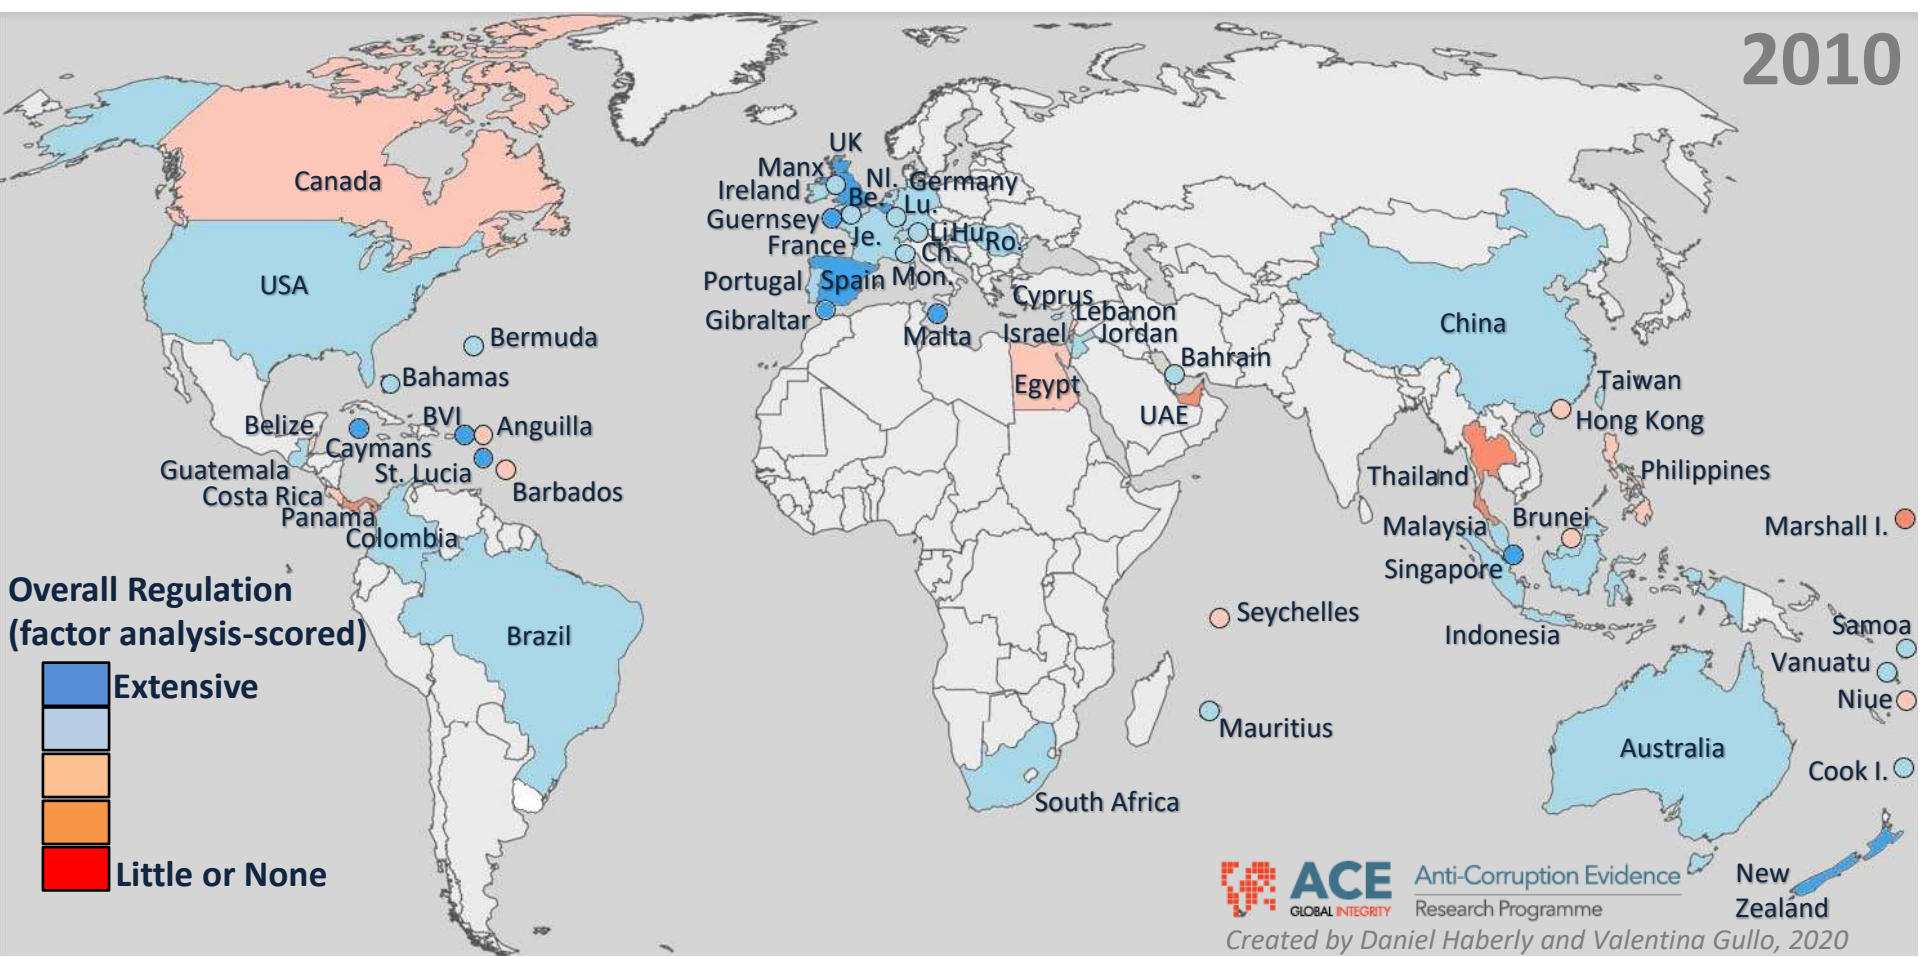 2010
UK
Manx
Nl.
Germany
Canada
Ireland
Be.
Lu.
Guernsey
Je.
Li.
Hu.
Ro.
France
Ch.
USA
Portugal
Spain
Mon.
Cyprus
Gibraltar
Lebanon
China
Bermuda
Malta
Israel
Jordan
Bahrain
Bahamas
Egypt
Taiwan
BVI
Anguilla
UAE
Hong Kong
Belize
Caymans
Guatemala
St. Lucia
Thailand
Philippines
Costa Rica
Barbados
Panama
Malaysia
Brunei
Marshall I.
Colombia
Singapore
Overall Regulation
(factor analysis-scored)
Seychelles
Brazil
Indonesia
Samoa
Vanuatu
Extensive
Niue
Mauritius
Australia
Cook I.
South Africa
Little or None
New
Zealand
ACE
GLOBAL INTEGRITY
Anti-Corruption Evidence
Research Programme
Created by Daniel Haberly and Valentina Gullo, 2020